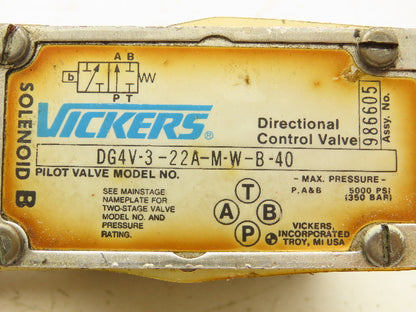 A B
b
P T
SOLENOID B
VICKERS®
Directional
Control Valve
986605
Assy. No.
DG4V-3-22A-M-W-B-40
PILOT VALVE MODEL NO.
- MAX. PRESSURE -
P, A&B 5000 PSI
(350 BAR)
SEE MAINSTAGE
NAMEPLATE FOR
TWO-STAGE VALVE
MODEL NO. AND
PRESSURE
RATING.
T
A B
P
VICKERS,
INCORPORATED
TROY, MI USA